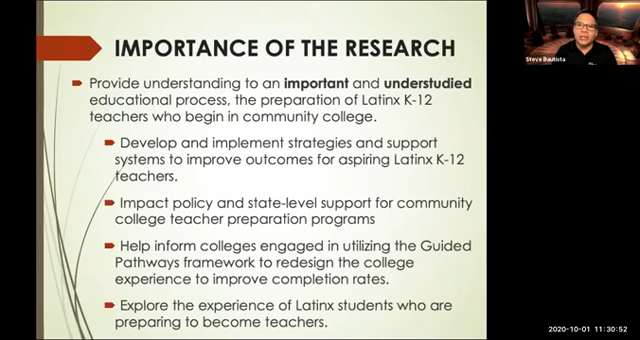 IMPORTANCE OF THE RESEARCH
Provide understanding to an important and understudied
educational process, the preparation of Latinx K-12
teachers who begin in community college.
Develop and implement strategies and support
systems to improve outcomes for aspiring Latinx K-12
teachers.
Impact policy and state-level support for community
college teacher preparation programs
Help inform colleges engaged in utilizing the Guided
Pathways framework to redesign the college
experience to improve completion rates.
Explore the experience of Latinx students who are
preparing to become teachers.
Steve Bautista
2020-10-01 11:30:52